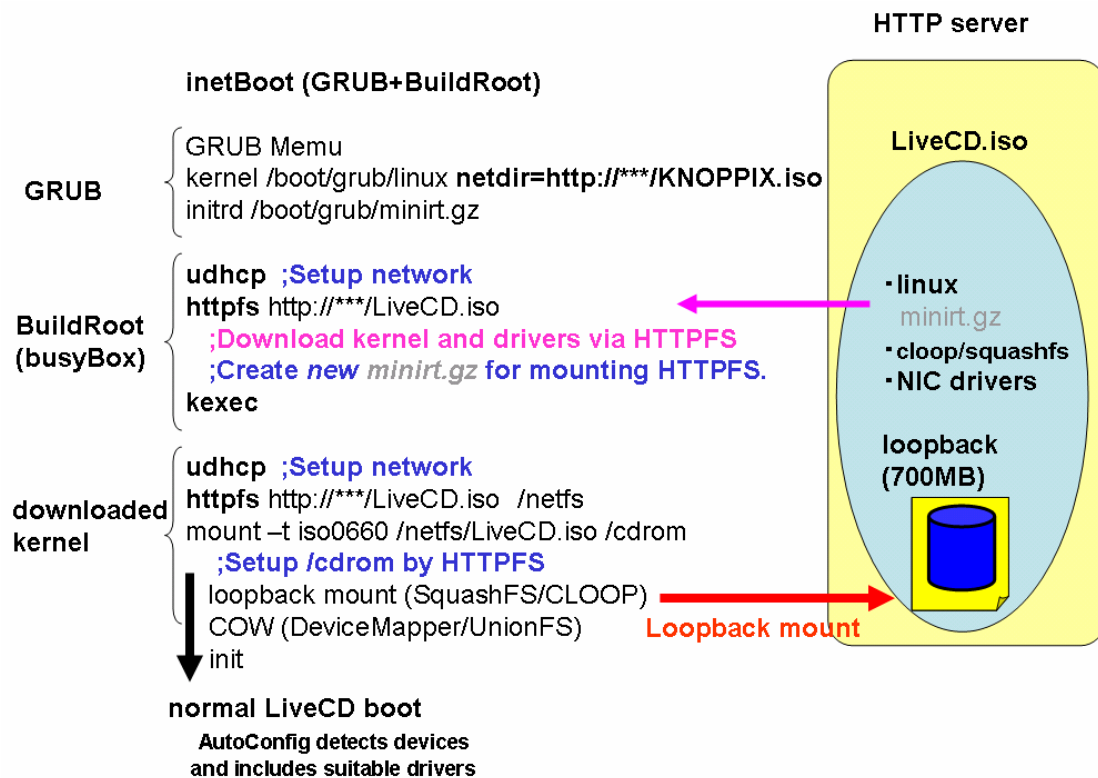 HTTP server
inetBoot (GRUB+BuildRoot)
GRUB
GRUB Memu
kernel /boot/grub/linux netdir=http://***/KNOPPIX.iso
initrd /boot/grub/minirt.gz
BuildRoot
(busyBox)
udhcp ;Setup network
httpfs http://***/LiveCD.iso
;Download kernel and drivers via HTTPFS
;Create new minirt.gz for mounting HTTPFS.
kexec
downloaded
kernel
udhcp ;Setup network
httpfs http://***/LiveCD.iso /netfs
mount –t iso0660 /netfs/LiveCD.iso /cdrom
;Setup /cdrom by HTTPFS
loopback mount (SquashFS/CLOOP)
COW (DeviceMapper/UnionFS)
init
Loopback mount
normal LiveCD boot
AutoConfig detects devices
and includes suitable drivers
LiveCD.iso
・linux
minirt.gz
・cloop/squashfs
・NIC drivers
loopback
(700MB)